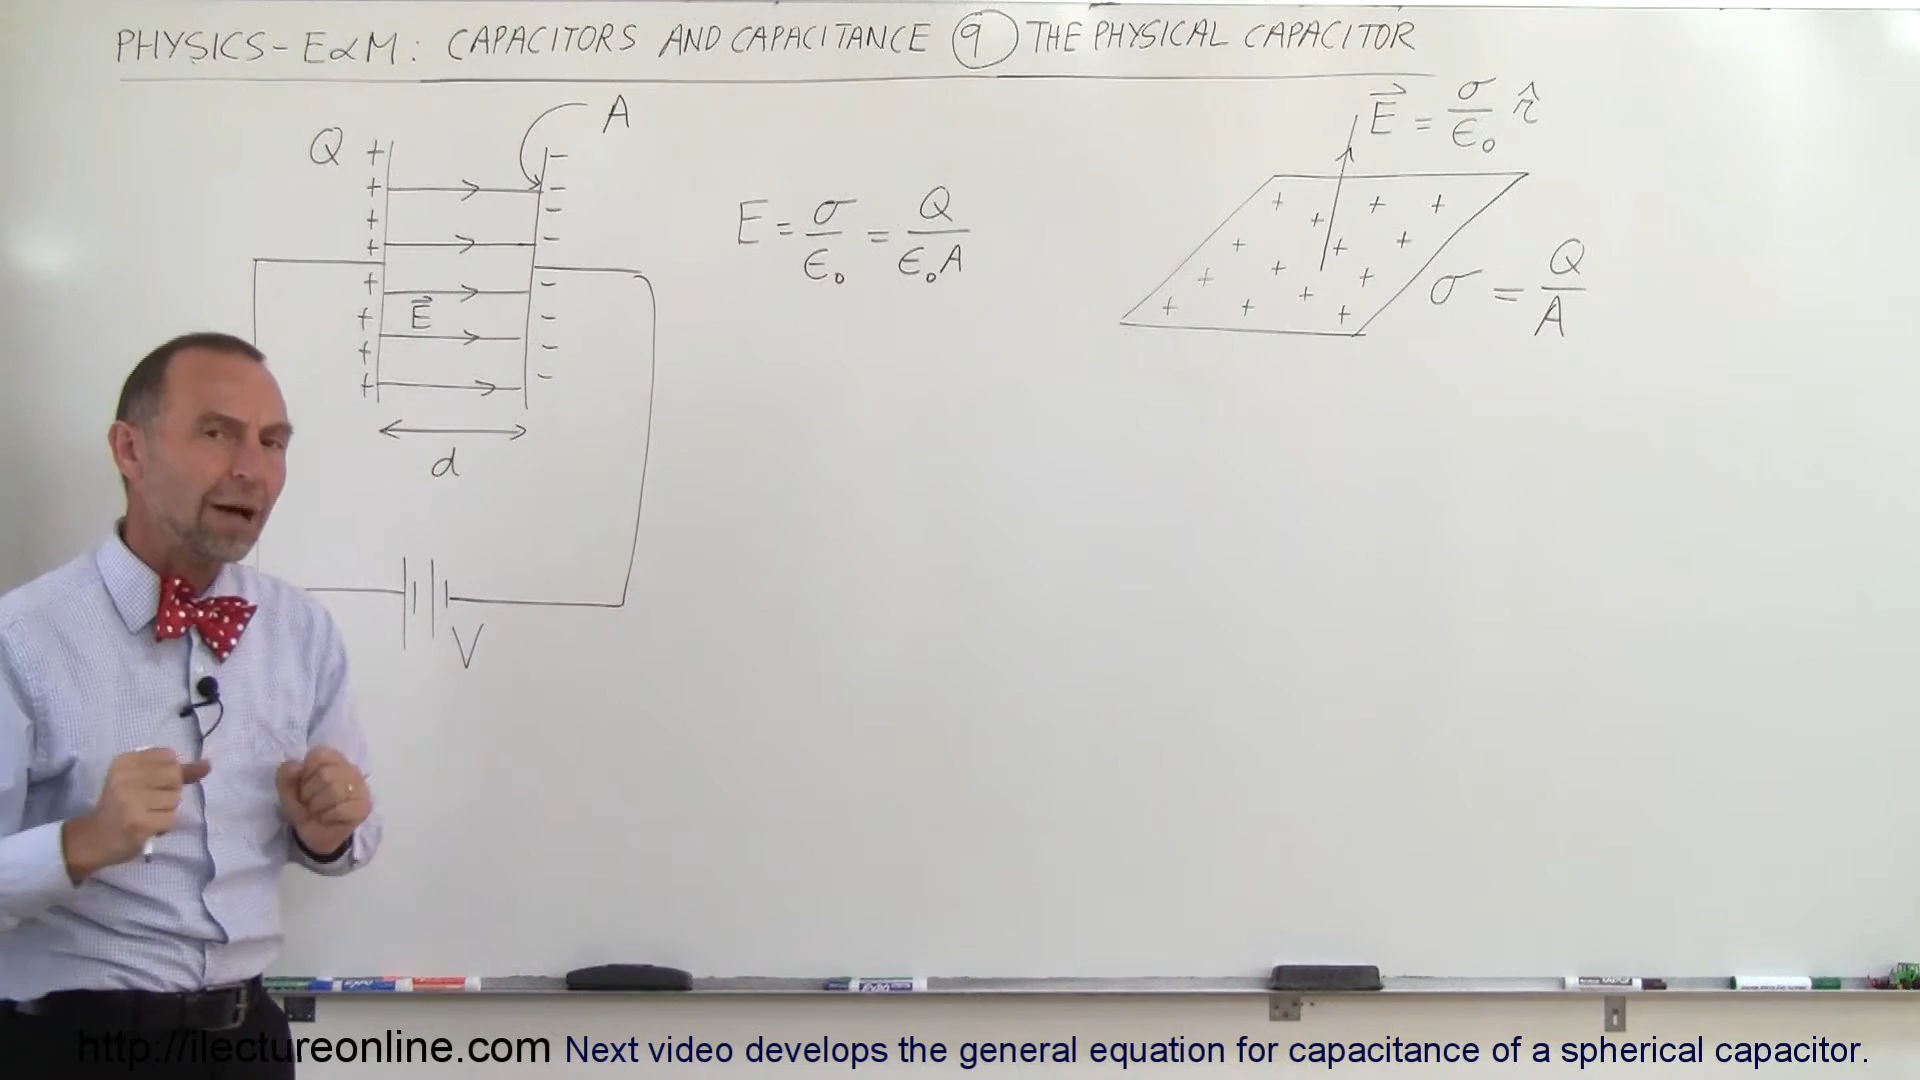 PHYSICS - E&M: CAPACITORS AND CAPACITANCE ⑨ THE PHYSICAL CAPACITOR
Q + + + + + + + +
A
- - - - - - - -
E⃗
d
V
E = σ/ϵ₀ = Q/ϵ₀A
E⃗ = σ/ϵ₀ r̂
+ + + + + + + + + + + + + + +
σ = Q/A
http://ilectureonline.com Next video develops the general equation for capacitance of a spherical capacitor.